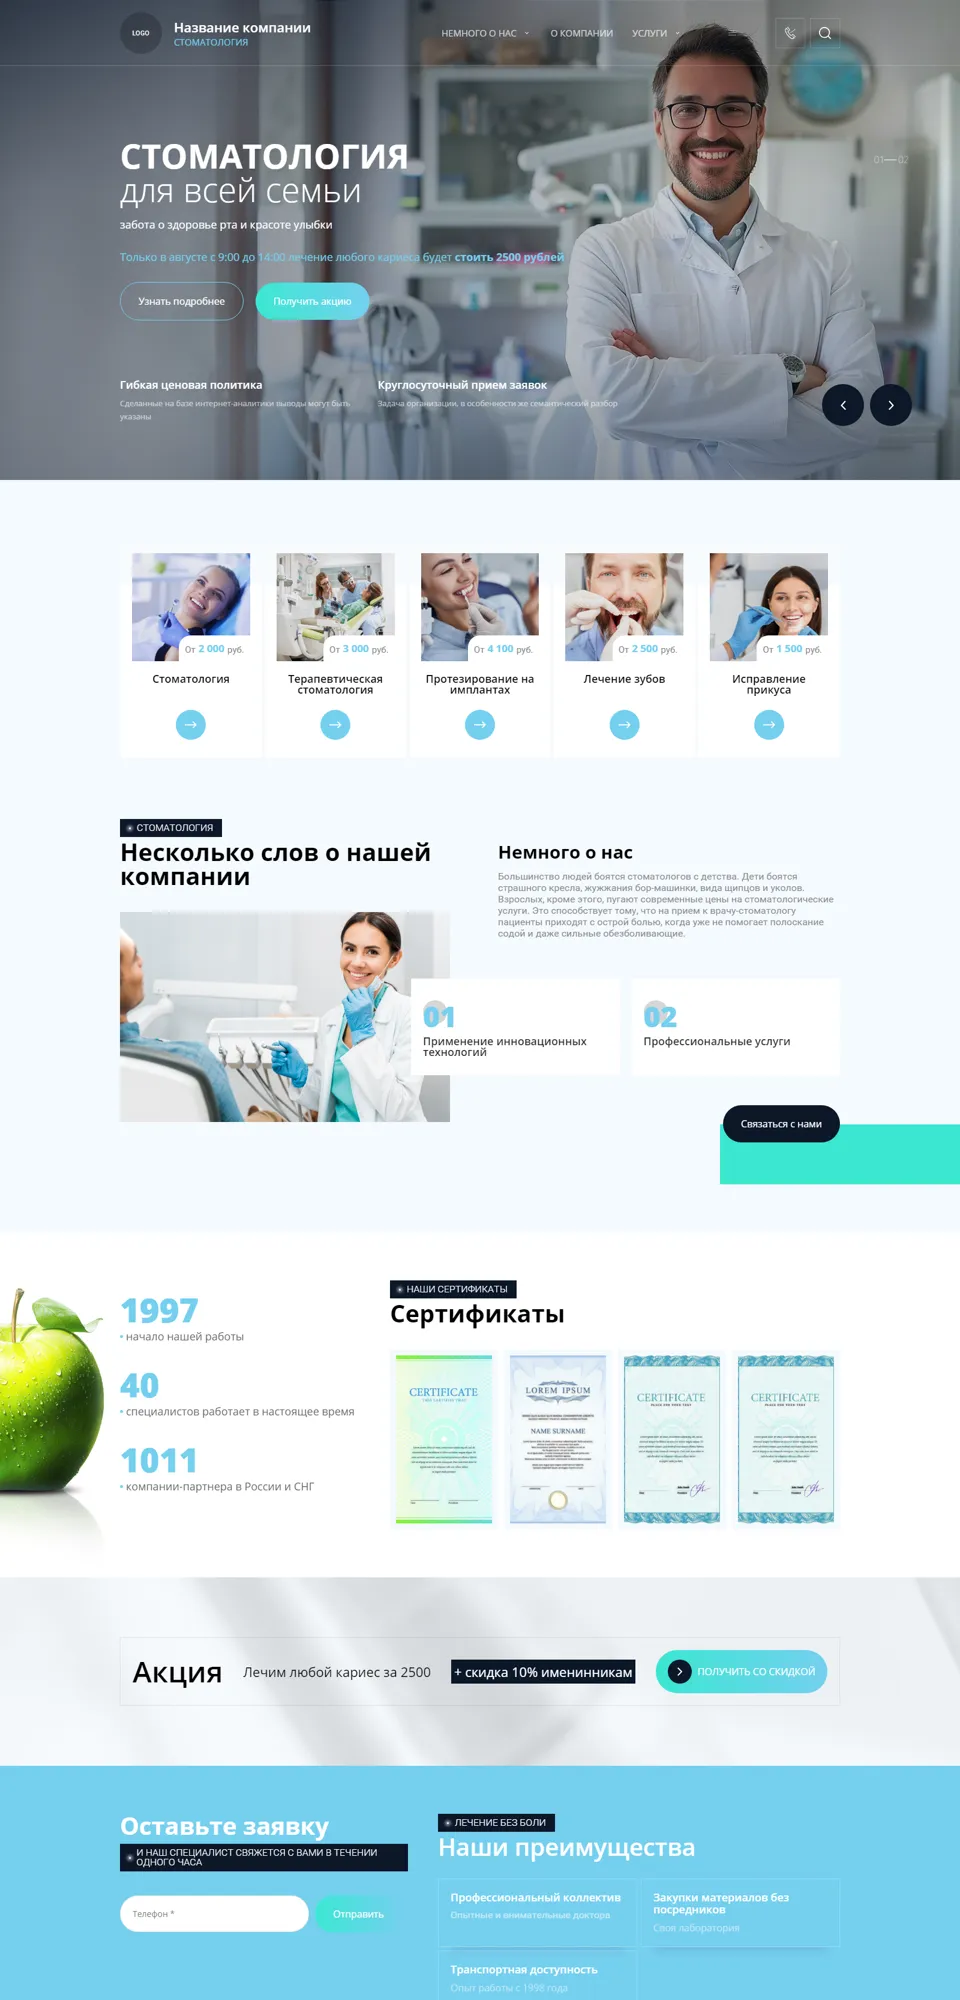 LOGO
Название компании
СТОМАТОЛОГИЯ
НЕМНОГО О НАС
О КОМПАНИИ
УСЛУГИ
СТОМАТОЛОГИЯ
для всей семьи
забота о здоровье рта и красоте улыбки
Только в августе с 9:00 до 14:00 лечение любого кариеса будет стоить 2500 рублей
Узнать подробнее
Получить акцию
01—02
Гибкая ценовая политика
Сделанные на базе интернет-аналитики выводы могут быть
указаны
Круглосуточный прием заявок
Задача организации, в особенности же семантический разбор
От 2 000 руб.
От 3 000 руб.
От 4 100 руб.
От 2 500 руб.
От 1 500 руб.
Стоматология
Терапевтическая
стоматология
Протезирование на
имплантах
Лечение зубов
Исправление
прикуса
СТОМАТОЛОГИЯ
Несколько слов о нашей
компании
Немного о нас
Большинство людей боятся стоматологов с детства. Дети боятся
страшного кресла, жужжания бор-машинки, вида щипцов и уколов.
Взрослых, кроме этого, пугают современные цены на стоматологические
услуги. Это способствует тому, что на прием к врачу-стоматологу
пациенты приходят с острой болью, когда уже не помогает полоскание
содой и даже сильные обезболивающие.
01
Применение инновационных
технологий
02
Профессиональные услуги
Связаться с нами
1997
начало нашей работы
40
специалистов работает в настоящее время
1011
компании-партнера в России и СНГ
НАШИ СЕРТИФИКАТЫ
Сертификаты
CERTIFICATE
LOREM IPSUM
NAME SURNAME
CERTIFICATE
CERTIFICATE
Акция
Лечим любой кариес за 2500
+ скидка 10% именинникам
ПОЛУЧИТЬ СО СКИДКОЙ
Оставьте заявку
И НАШ СПЕЦИАЛИСТ СВЯЖЕТСЯ С ВАМИ В ТЕЧЕНИИ
ОДНОГО ЧАСА
Телефон *
Отправить
ЛЕЧЕНИЕ БЕЗ БОЛИ
Наши преимущества
Профессиональный коллектив
Опытные и внимательные доктора
Закупки материалов без
посредников
Своя лаборатория
Транспортная доступность
Опыт работы с 1998 года